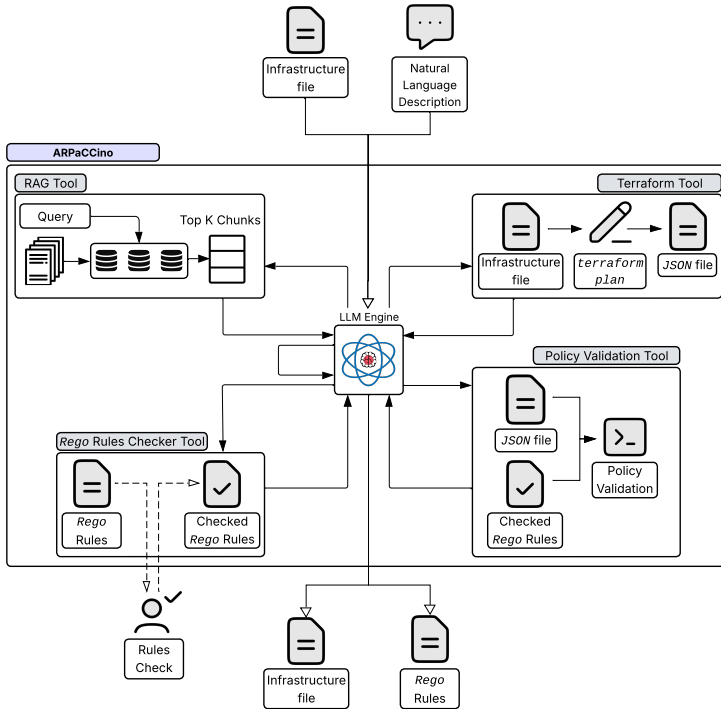 Infrastructure
file
Natural
Language
Description
ARPaCCino
RAG Tool
Query
Top K Chunks
Terraform Tool
Infrastructure
file
terraform
plan
JSON file
LLM Engine
Policy Validation Tool
JSON file
Checked
Rego Rules
Policy
Validation
Rego Rules Checker Tool
Rego
Rules
Checked
Rego Rules
Rules
Check
Infrastructure
file
Rego
Rules